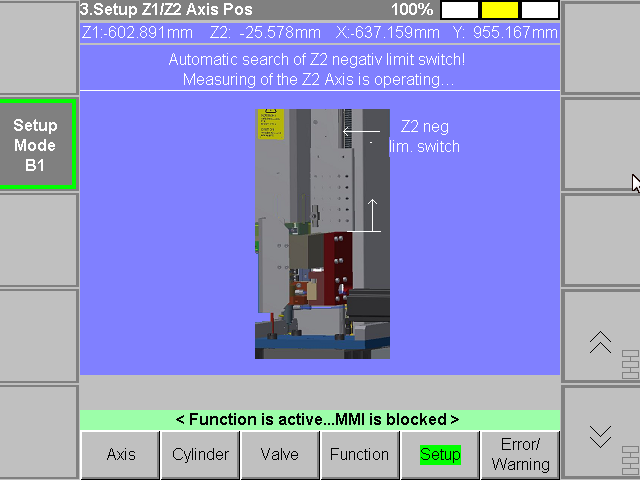 3.Setup Z1/Z2 Axis Pos 100%
Z1:-602.891mm Z2: -25.578mm X:-637.159mm Y: 955.167mm
Automatic search of Z2 negativ limit switch!
Measuring of the Z2 Axis is operating...
Setup
Mode
B1
Z2 neg
lim. switch
< Function is active...MMI is blocked >
Axis
Cylinder
Valve
Function
Setup
Error/
Warning